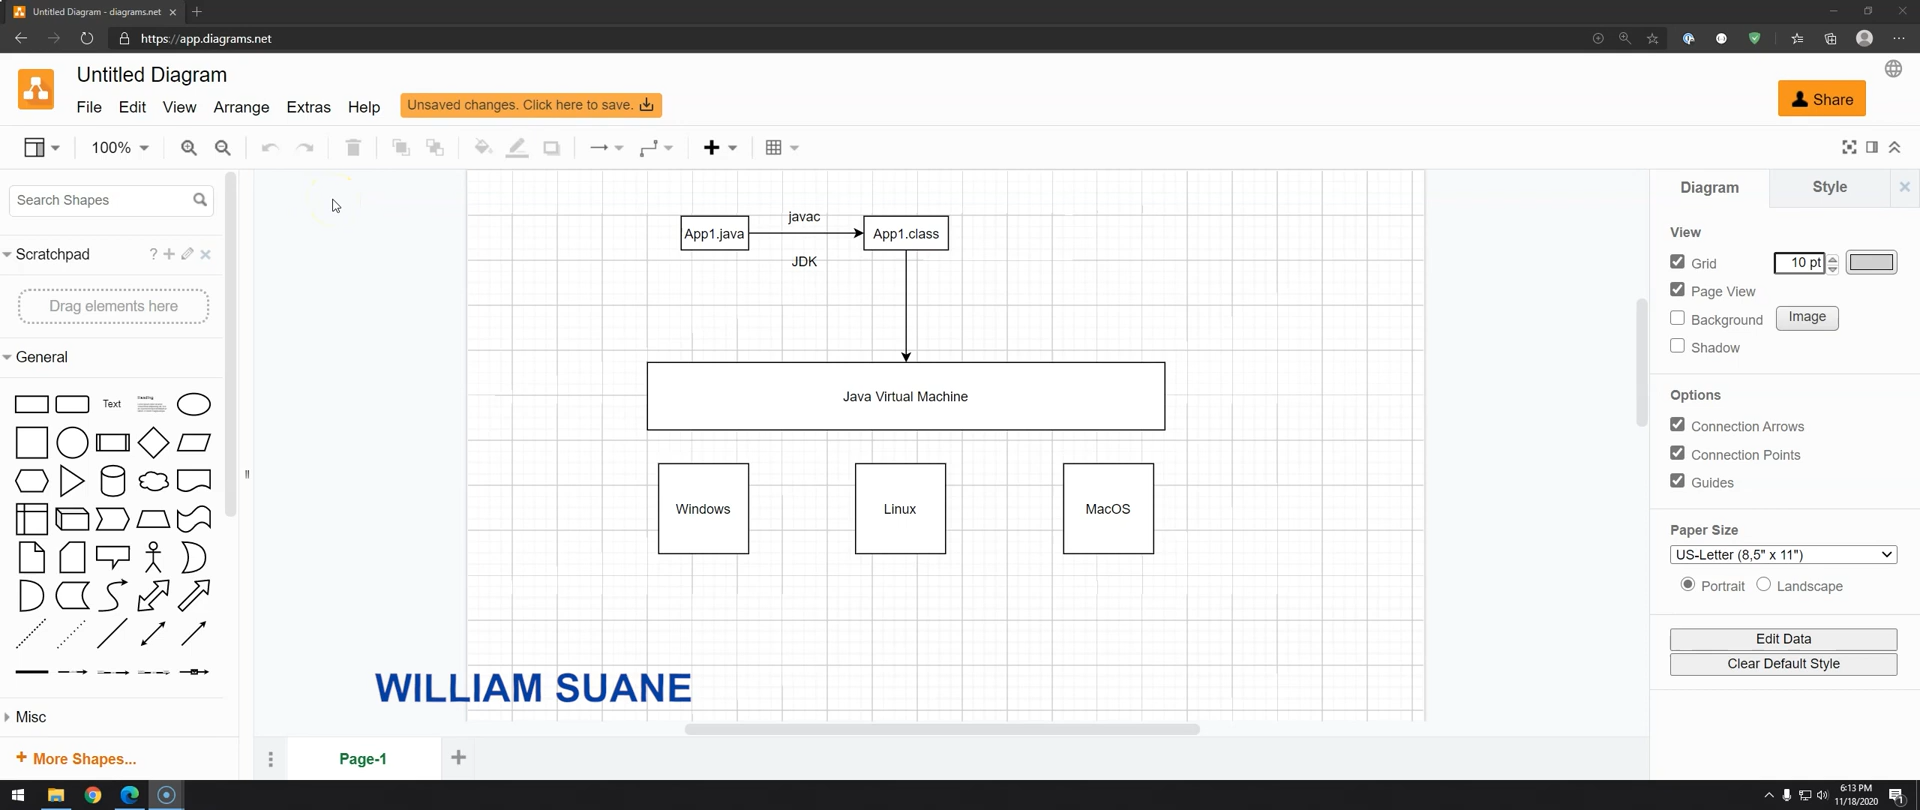 Untitled Diagram - diagrams.net
https://app.diagrams.net
Untitled Diagram
File Edit View Arrange Extras Help
Unsaved changes. Click here to save.
Share
100%
Search Shapes
Scratchpad
?
Drag elements here
General
Text
Heading
Misc
+ More Shapes...
App1.java
javac
JDK
App1.class
Java Virtual Machine
Windows
Linux
MacOS
WILLIAM SUANE
Page-1
Diagram
Style
View
Grid
10 pt
Page View
Background
Image
Shadow
Options
Connection Arrows
Connection Points
Guides
Paper Size
US-Letter (8,5" x 11")
Portrait
Landscape
Edit Data
Clear Default Style
6:13 PM
11/18/2020
1